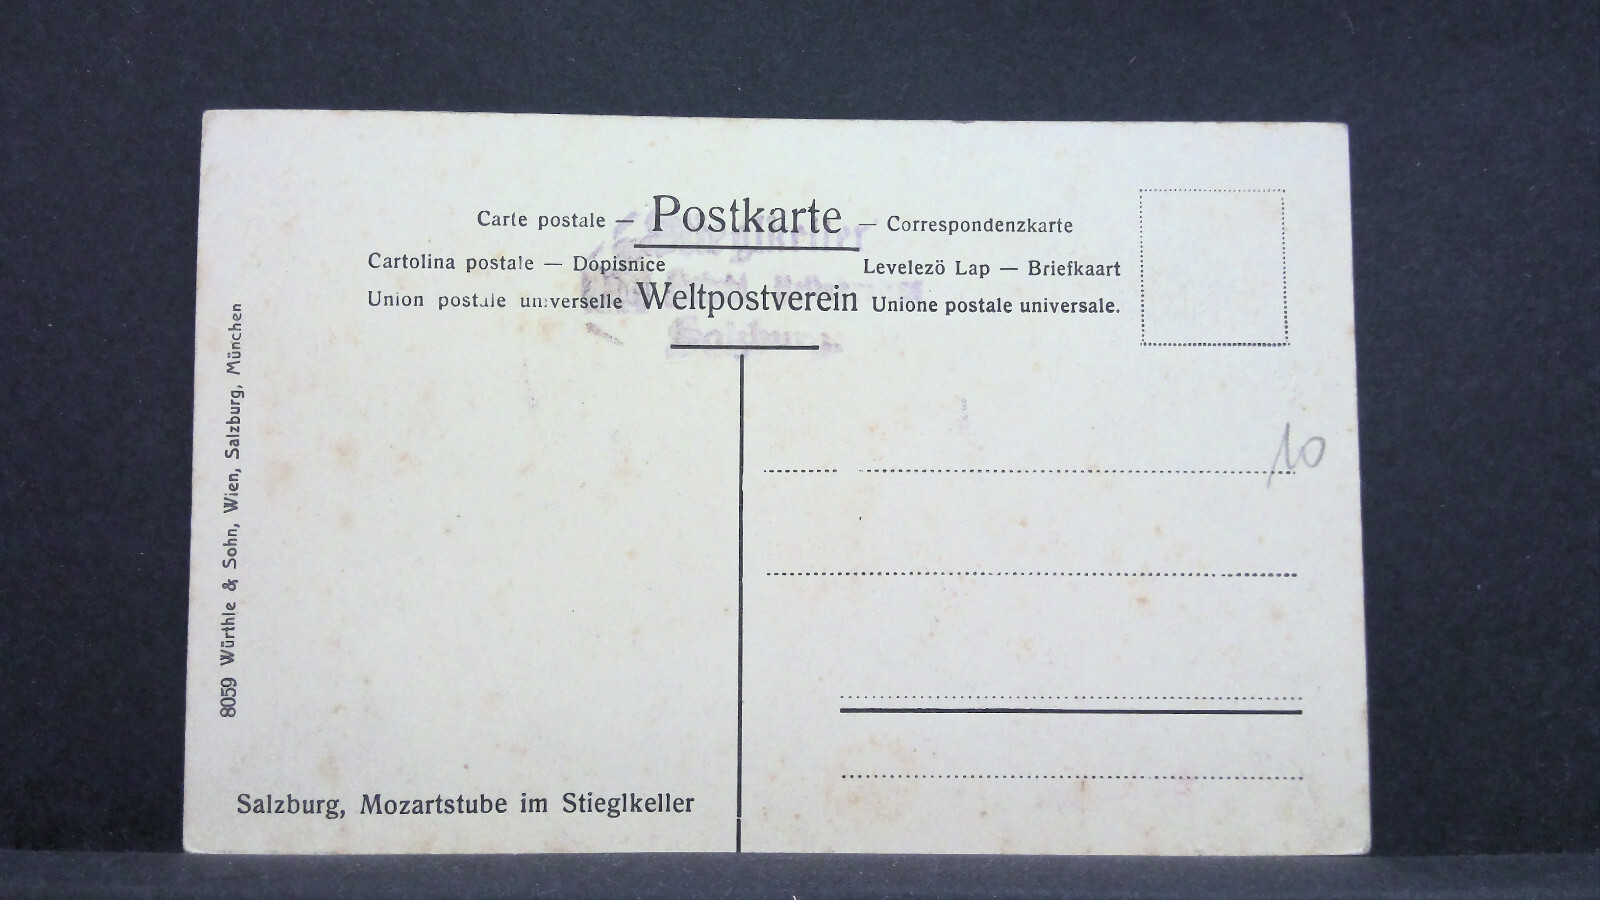 Carte postale — Postkarte — Correspondenzkarte
Cartolina postale — Dopisnice Levelezö Lap — Briefkaart
Union postale universelle Weltpostverein Unione postale universale.
10
8059 Würthle & Sohn, Wien, Salzburg, München
Salzburg, Mozartstube im Stieglkeller